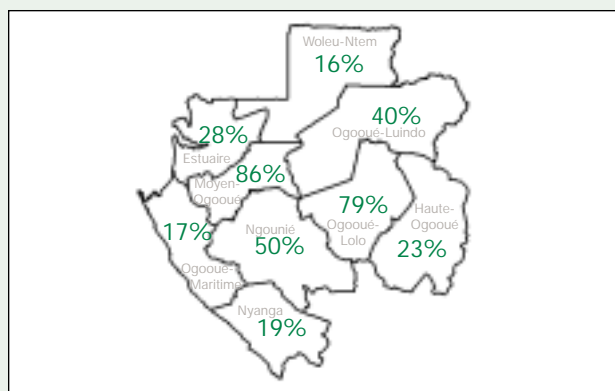 Woleu-Ntem
16%
40%
Ogooué-Luindo
28%
Estuaire
86%
Moyen-
Ogooué
79%
Ogooué-
Lolo
Haute-
Ogooué
23%
17%
Ogooué-
Maritime
Ngounié
50%
Nyanga
19%